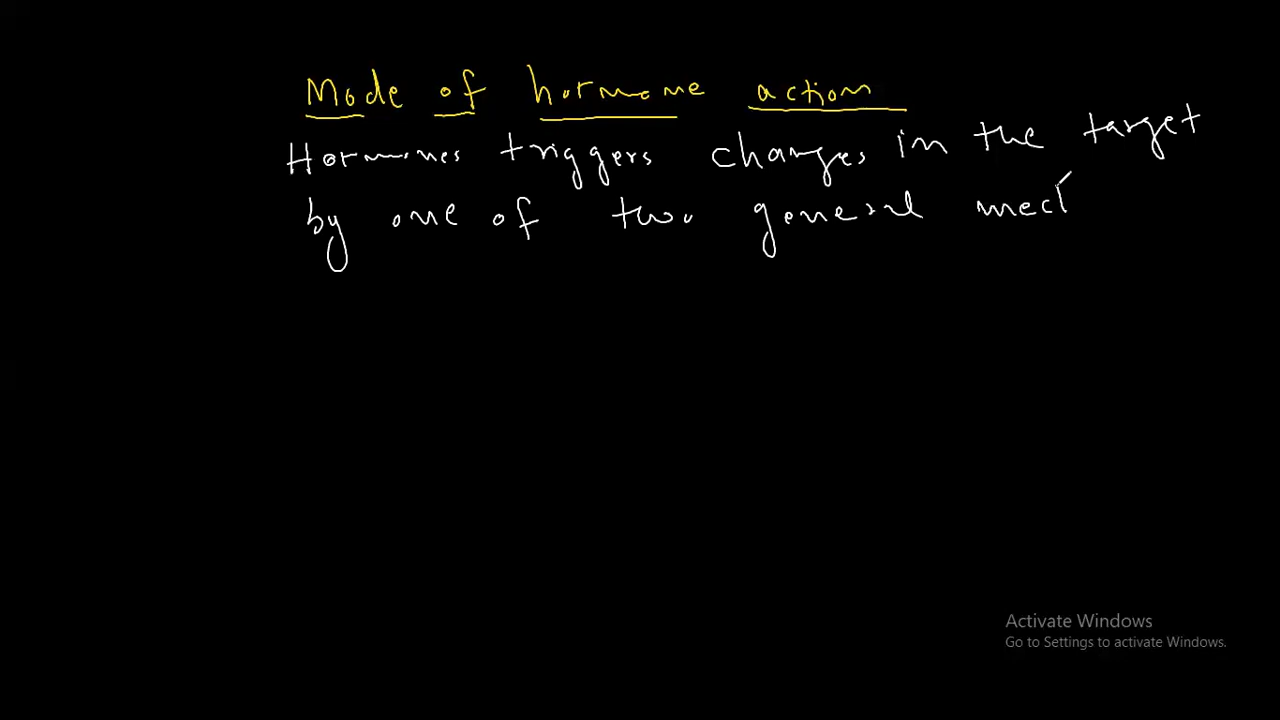 Mode of hormone action
Hormones triggers changes in the target
by one of two general mecl
Activate Windows
Go to Settings to activate Windows.